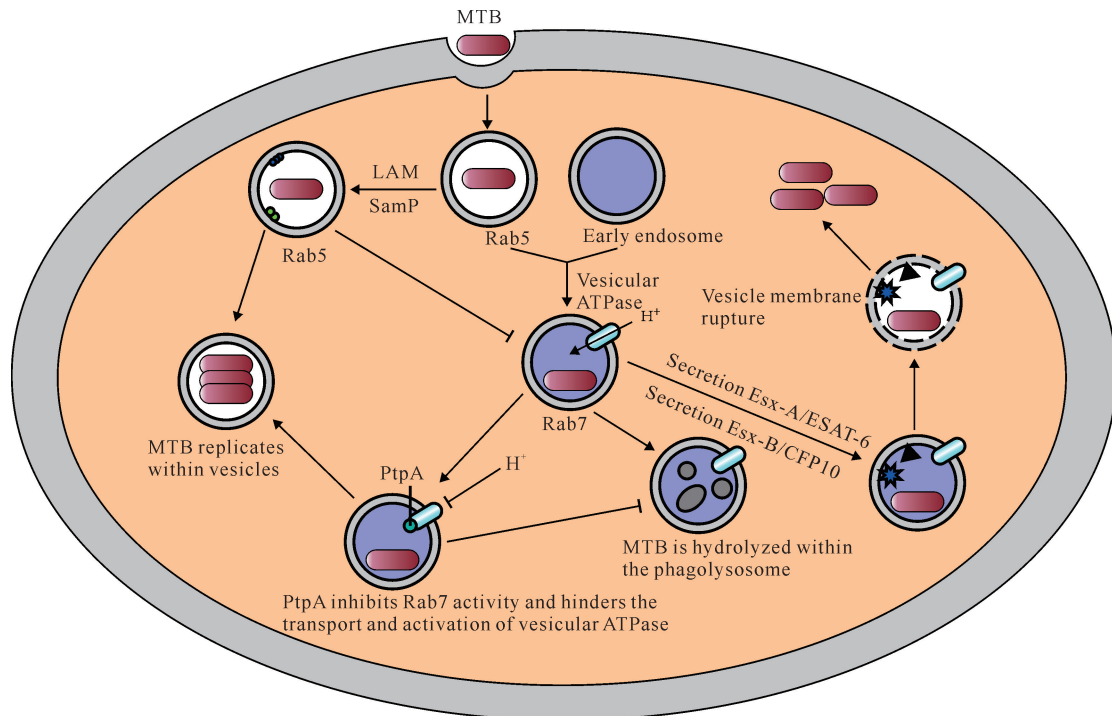 MTB
LAM
SamP
Rab5
Rab5
Early endosome
Vesicular
ATPase
H+
Rab7
Vesicle membrane
rupture
Secretion Esx-A/ESAT-6
Secretion Esx-B/CFP10
MTB replicates
within vesicles
PtpA
H+
MTB is hydrolyzed within
the phagolysosome
PtpA inhibits Rab7 activity and hinders the
transport and activation of vesicular ATPase